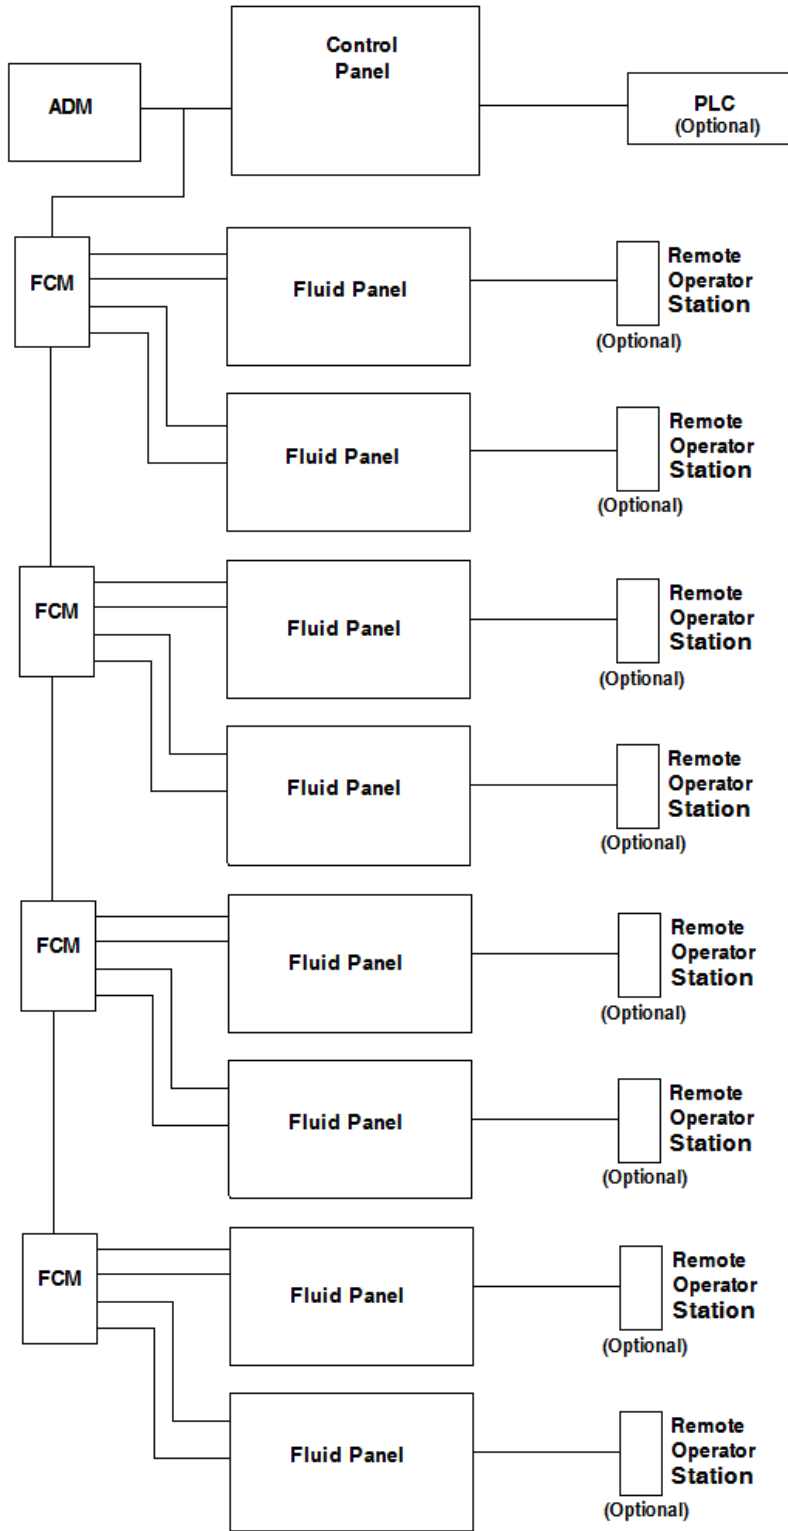 Control
Panel
ADM
PLC
(Optional)
FCM
Fluid Panel
Remote
Operator
Station
(Optional)
Fluid Panel
Remote
Operator
Station
(Optional)
FCM
Fluid Panel
Remote
Operator
Station
(Optional)
Fluid Panel
Remote
Operator
Station
(Optional)
FCM
Fluid Panel
Remote
Operator
Station
(Optional)
Fluid Panel
Remote
Operator
Station
(Optional)
FCM
Fluid Panel
Remote
Operator
Station
(Optional)
Fluid Panel
Remote
Operator
Station
(Optional)